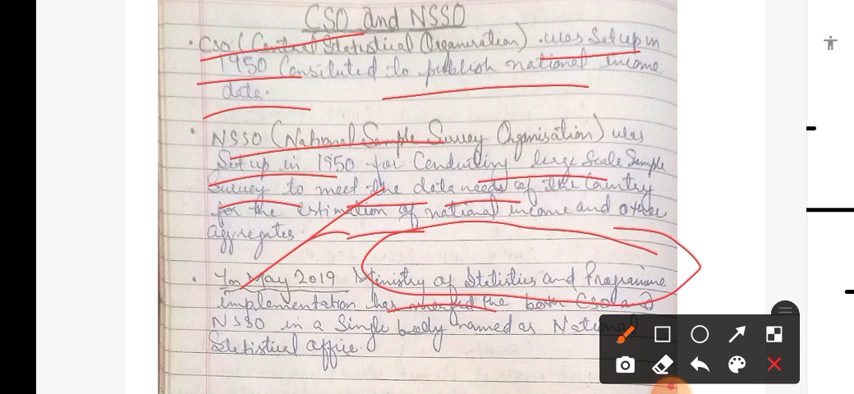 CSO and NSSO
• CSO (Central Statistical Organisation) was Set up in
1950 Consituted to publish national income
data.
• NSSO (National Sample Survey Organisation) was
Set up in 1950 for Conducting large Scale Sample
Survey to meet the data needs of the Country
for the estimation of national income and other
aggregates.
• In May 2019 Ministry of Statistics and Programme
implementation has merged the both CSO and
NSSO in a Single body named as National
Statistical office.